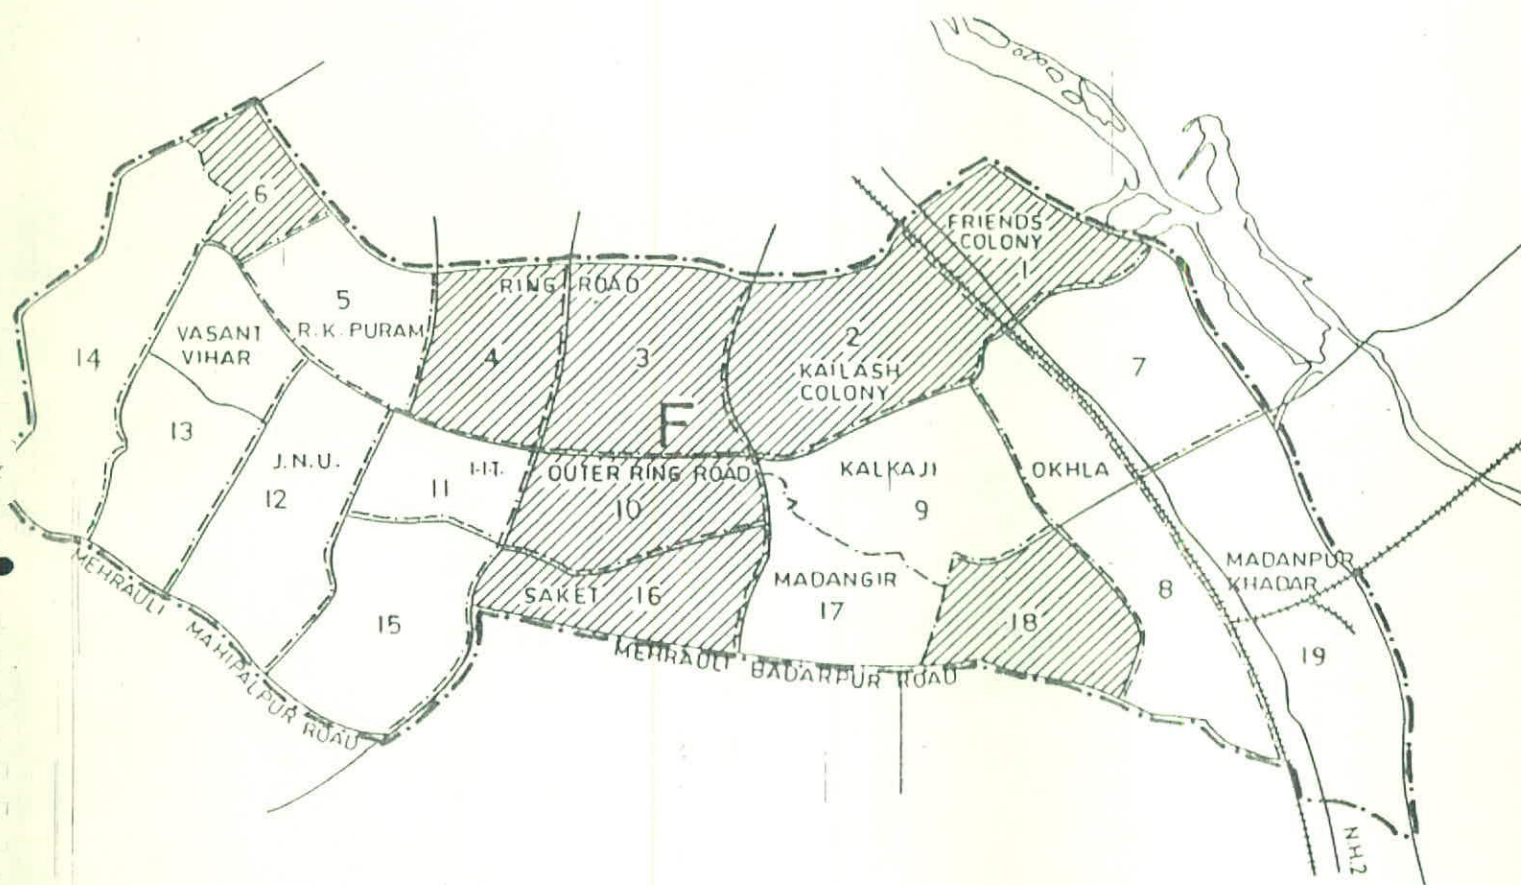 6
FRIENDS
COLONY
1
RING ROAD
5
R.K.PURAM
VASANT
VIHAR
14
4
3
2
KAILASH
COLONY
7
F
13
J.N.U.
12
I.I.T.
11
OUTER RING ROAD
10
KALKAJI
9
OKHLA
MADANPUR
KHADAR
MEHRAULI MAHIPALPUR ROAD
15
SAKET 16
MADANGIR
17
18
8
19
MEHRAULI BADARPUR ROAD
N.H.2